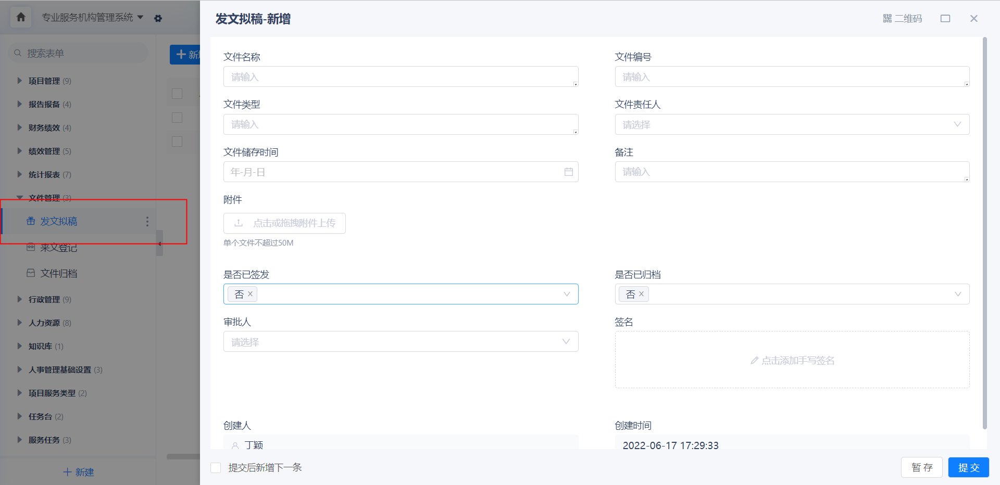 专业服务机构管理系统
搜索表单
项目管理 (9)
报告报备 (4)
财务绩效 (4)
绩效管理 (5)
统计报表 (7)
文件管理 (3)
发文拟稿
来文登记
文件归档
行政管理 (9)
人力资源 (8)
知识库 (1)
人事管理基础设置 (3)
项目服务类型 (2)
任务台 (2)
服务任务 (3)
新建
新
发文拟稿-新增
二维码
文件名称
请输入
文件编号
请输入
文件类型
请输入
文件责任人
请选择
文件储存时间
年-月-日
备注
请输入
附件
点击或拖拽附件上传
单个文件不超过50M
是否已签发
否 x
是否已归档
否 x
审批人
请选择
签名
点击添加手写签名
创建人
丁颖
创建时间
2022-06-17 17:29:33
提交后新增下一条
暂存
提交